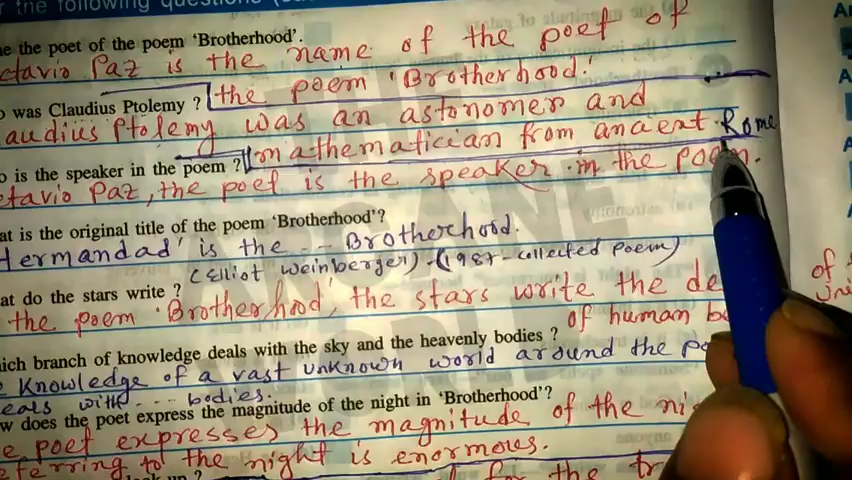 r the following questions
e the poet of the poem 'Brotherhood'.
ctavio Paz is the name of the poet of
the poem 'Brotherhood.'
o was Claudius Ptolemy ?
audius Ptolemy was an astonomer and
mathematician from ancient Rome
o is the speaker in the poem ?
ctavio Paz, the poet is the speaker in the poem.
at is the original title of the poem 'Brotherhood'?
Hermandad' is the --- Brotherhood.
(Elliot Weinberger) - (1987 - collected poem)
at do the stars write ?
the poem 'Brotherhood', the stars write the de
of human b
ich branch of knowledge deals with the sky and the heavenly bodies ?
e Knowledge of a vast unknown world around the po
eals with --- bodies.
w does the poet express the magnitude of the night in 'Brotherhood'?
e poet expresses the magnitude of the ni
eferring to the night is enormous.
look up ?
for the tr